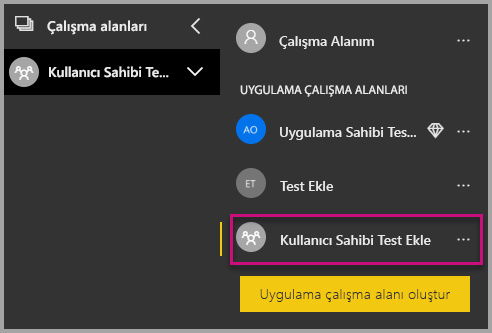 Çalışma alanları
Kullanıcı Sahibi Tes...
Çalışma Alanım
UYGULAMA ÇALIŞMA ALANLARI
AO Uygulama Sahibi Tes...
ET Test Ekle
Kullanıcı Sahibi Test Ekle
Uygulama çalışma alanı oluştur